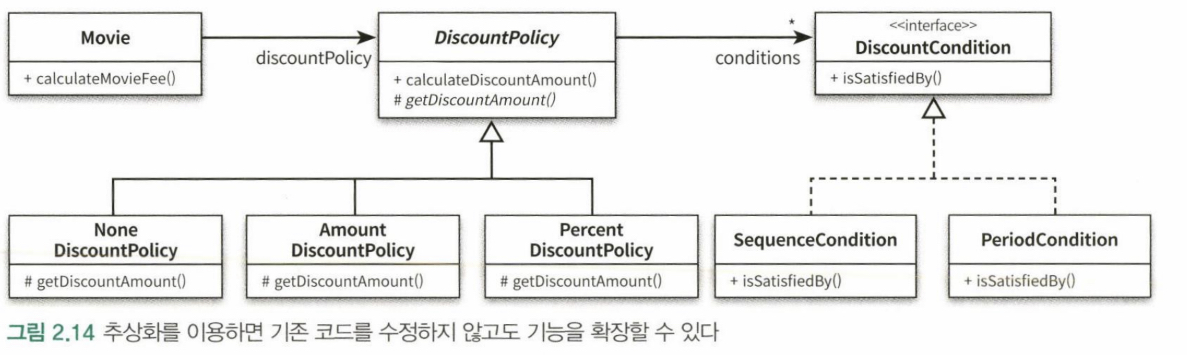 Movie
+ calculateMovieFee()
discountPolicy
DiscountPolicy
+ calculateDiscountAmount()
# getDiscountAmount()
*
conditions
<<interface>>
DiscountCondition
+ isSatisfiedBy()
None
DiscountPolicy
# getDiscountAmount()
Amount
DiscountPolicy
# getDiscountAmount()
Percent
DiscountPolicy
# getDiscountAmount()
SequenceCondition
+ isSatisfiedBy()
PeriodCondition
+ isSatisfiedBy()
그림 2.14 추상화를 이용하면 기존 코드를 수정하지 않고도 기능을 확장할 수 있다